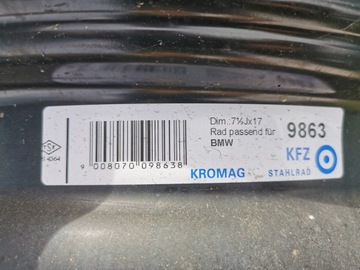 Dim.:7½Jx17
Rad passend für
BMW
9863
KFZ
9 008070 098638
KROMAG
STAHLRAD